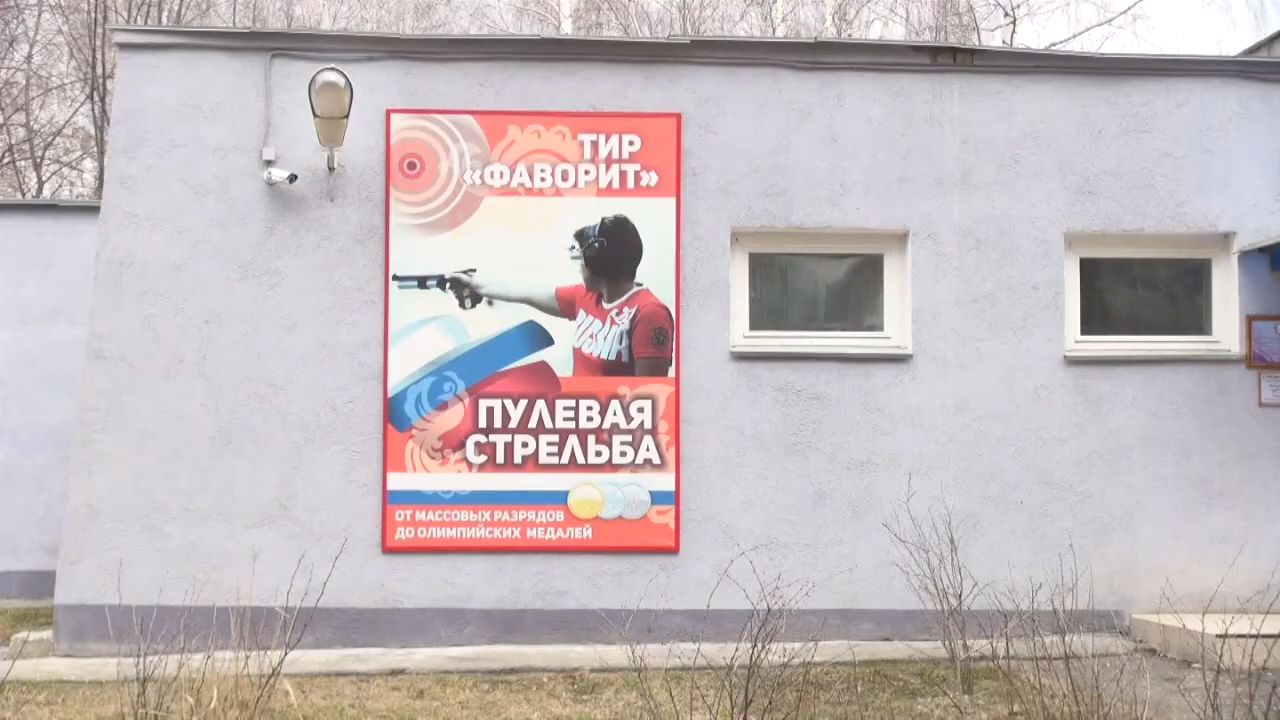 ТИР
«ФАВОРИТ»
RUSSIA
ПУЛЕВАЯ
СТРЕЛЬБА
ОТ МАССОВЫХ РАЗРЯДОВ
ДО ОЛИМПИЙСКИХ МЕДАЛЕЙ